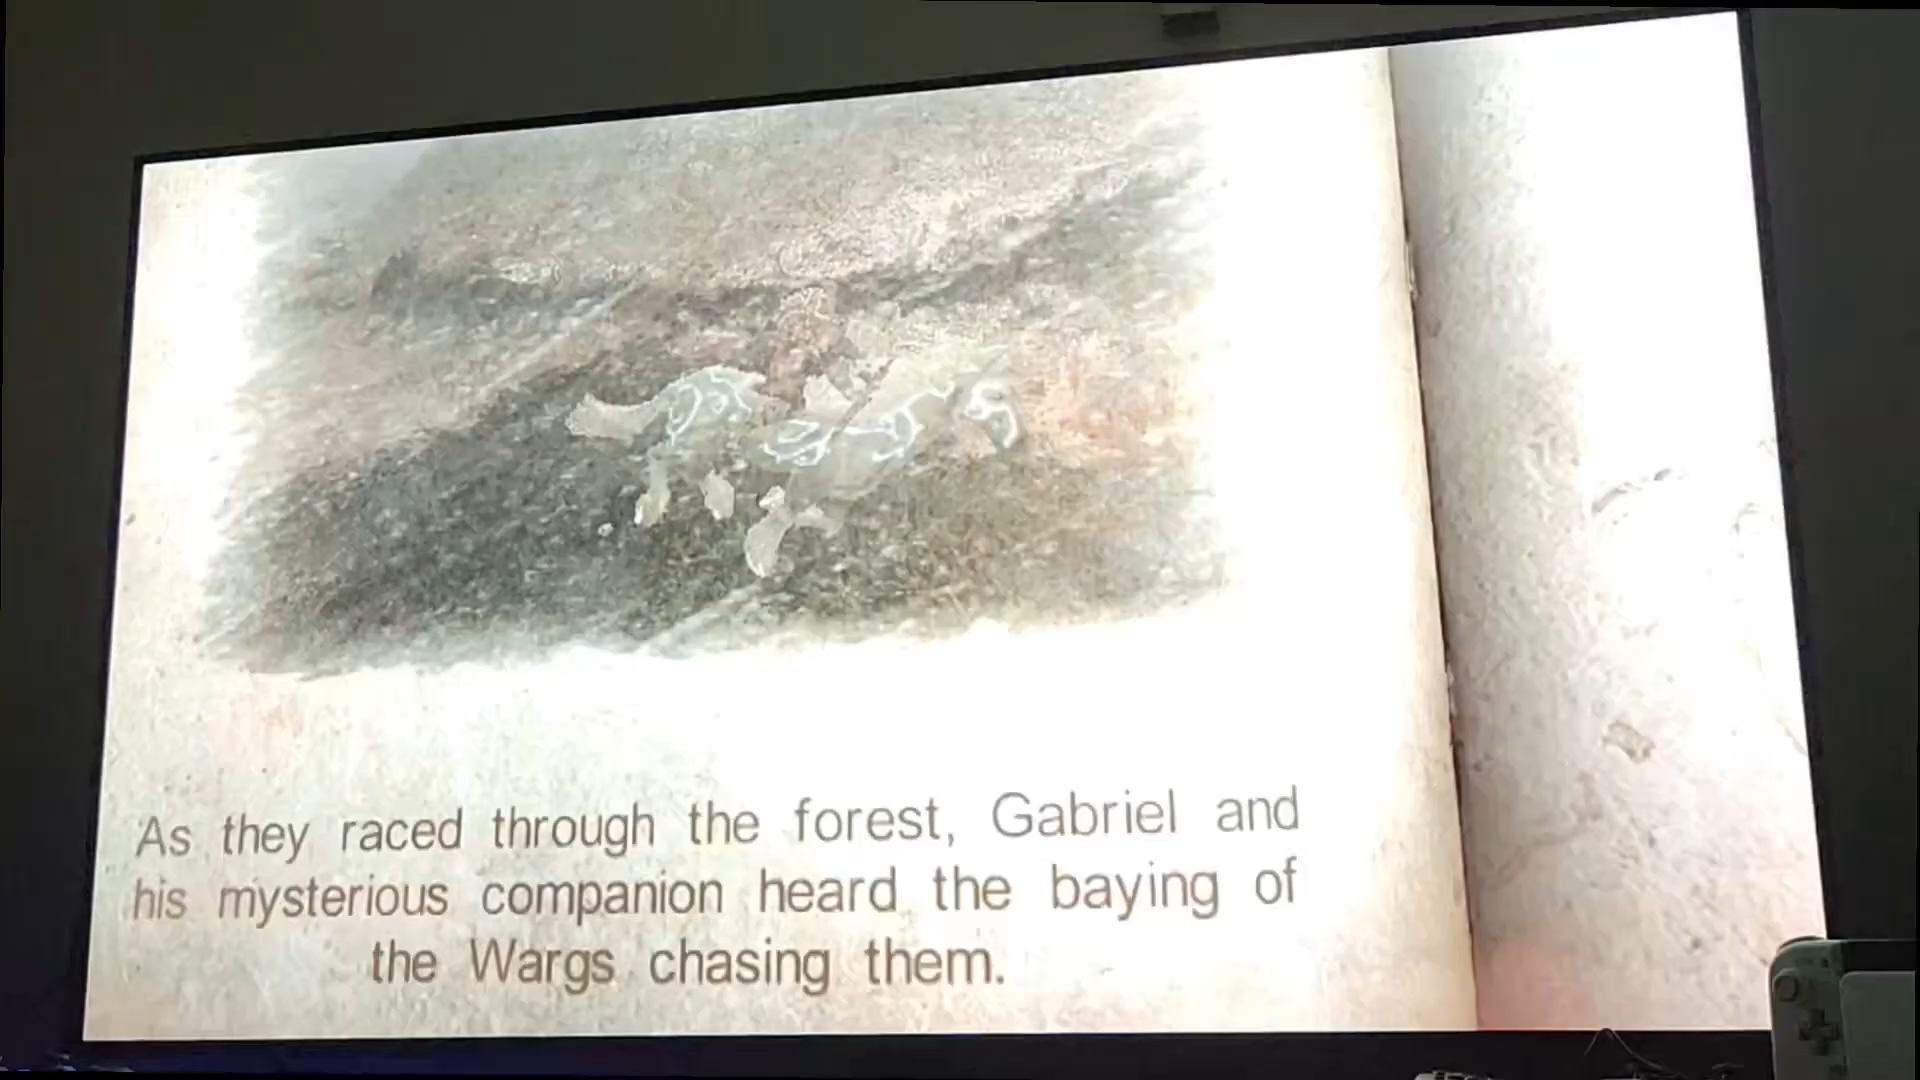 As they raced through the forest, Gabriel and
his mysterious companion heard the baying of
the Wargs chasing them.